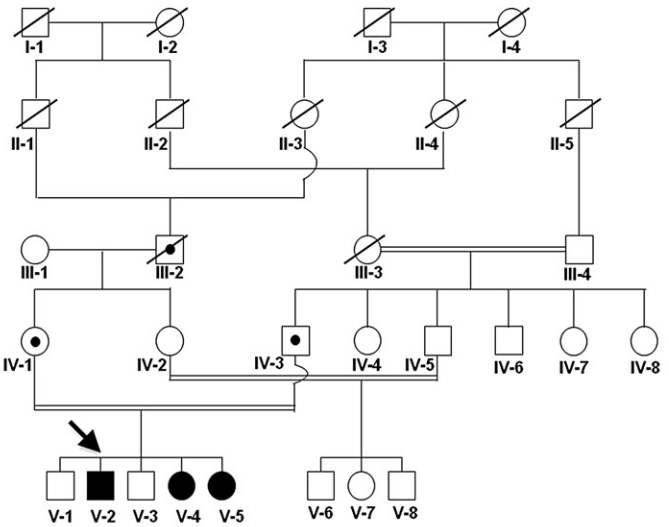 I-1 I-2 I-3 I-4
II-1 II-2 II-3 II-4 II-5
III-1 III-2 III-3 III-4
IV-1 IV-2 IV-3 IV-4 IV-5 IV-6 IV-7 IV-8
V-1 V-2 V-3 V-4 V-5 V-6 V-7 V-8